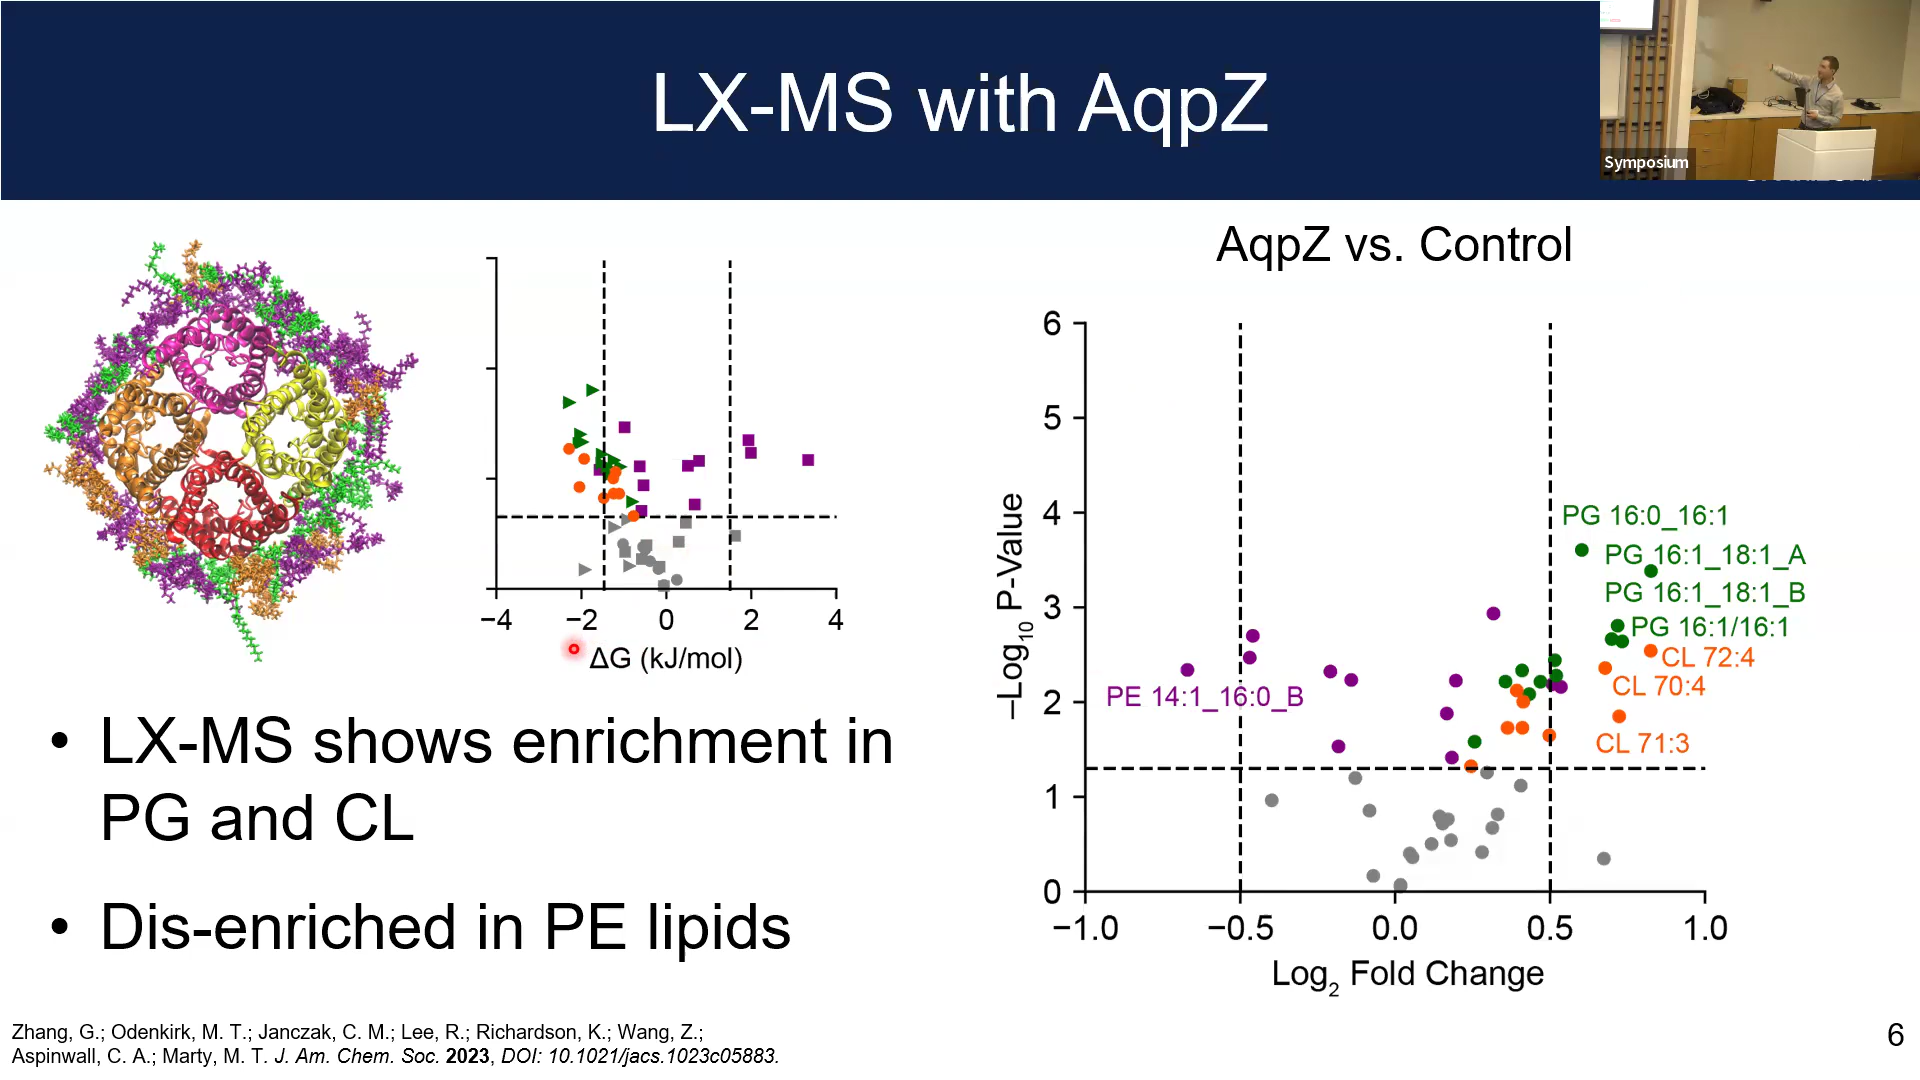 LX-MS with AqpZ
Symposium
AqpZ vs. Control
−4 −2 0 2 4
ΔG (kJ/mol)
6
5
4
3
2
1
0
−Log10 P-Value
PG 16:0_16:1
PG 16:1_18:1_A
PG 16:1_18:1_B
PG 16:1/16:1
CL 72:4
CL 70:4
CL 71:3
PE 14:1_16:0_B
−1.0 −0.5 0.0 0.5 1.0
Log2 Fold Change
• LX-MS shows enrichment in
PG and CL
• Dis-enriched in PE lipids
Zhang, G.; Odenkirk, M. T.; Janczak, C. M.; Lee, R.; Richardson, K.; Wang, Z.;
Aspinwall, C. A.; Marty, M. T. J. Am. Chem. Soc. 2023, DOI: 10.1021/jacs.1023c05883.
6